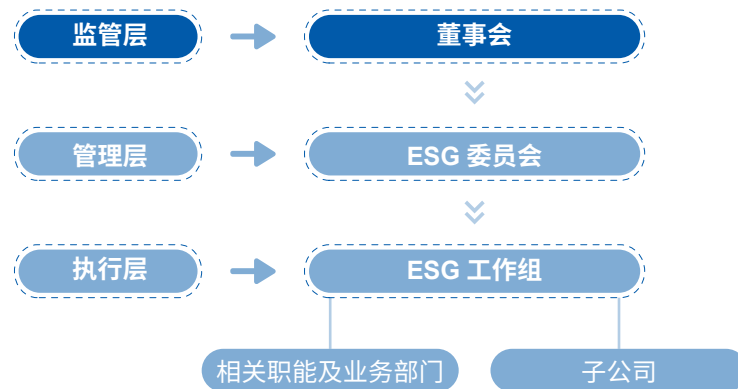 监管层
董事会
管理层
ESG 委员会
执行层
ESG 工作组
相关职能及业务部门
子公司